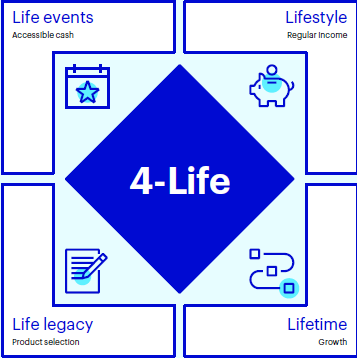 Life events
Accessible cash
Lifestyle
Regular Income
4-Life
Life legacy
Product selection
Lifetime
Growth